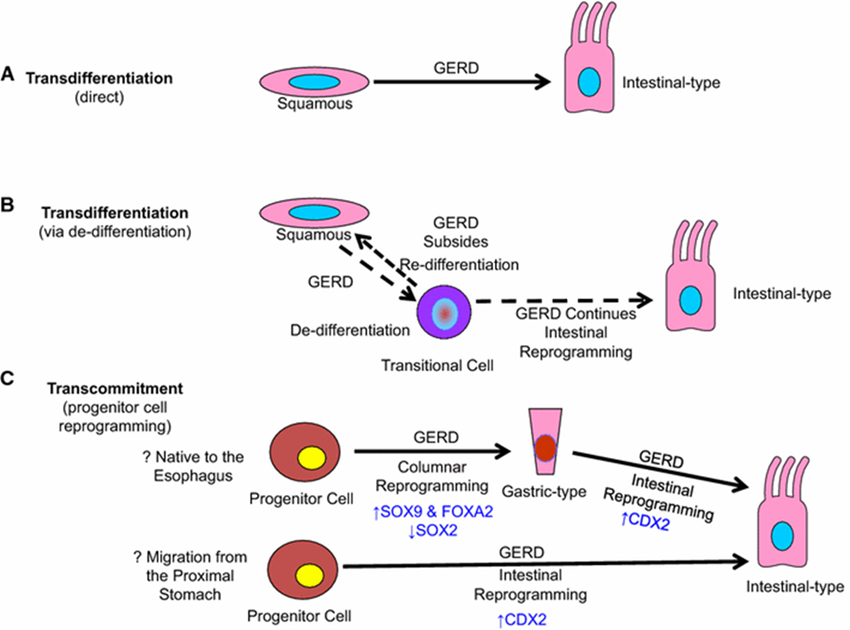 A
Transdifferentiation
(direct)
GERD
Squamous
Intestinal-type
B
Transdifferentiation
(via de-differentiation)
Squamous
GERD
Subsides
Re-differentiation
GERD
De-differentiation
Transitional Cell
GERD Continues
Intestinal
Reprogramming
Intestinal-type
C
Transcommitment
(progenitor cell
reprogramming)
? Native to the
Esophagus
Progenitor Cell
GERD
Columnar
Reprogramming
↑SOX9 & FOXA2
↓SOX2
Gastric-type
GERD
Intestinal
Reprogramming
↑CDX2
? Migration from
the Proximal
Stomach
Progenitor Cell
GERD
Intestinal
Reprogramming
↑CDX2
Intestinal-type